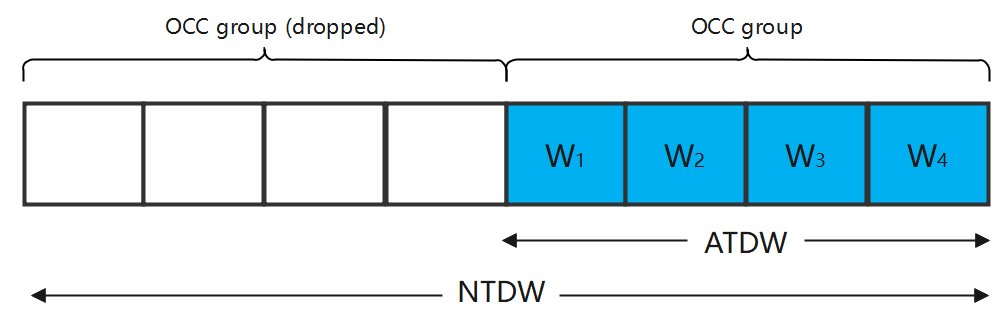 OCC group (dropped)
OCC group
W1
W2
W3
W4
ATDW
NTDW